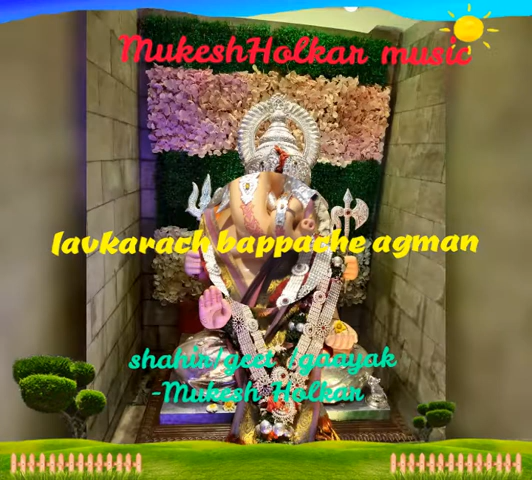 MukeshHolkar music
lavkarach bappache agman
shahir/geet /gaayak
-Mukesh Holkar